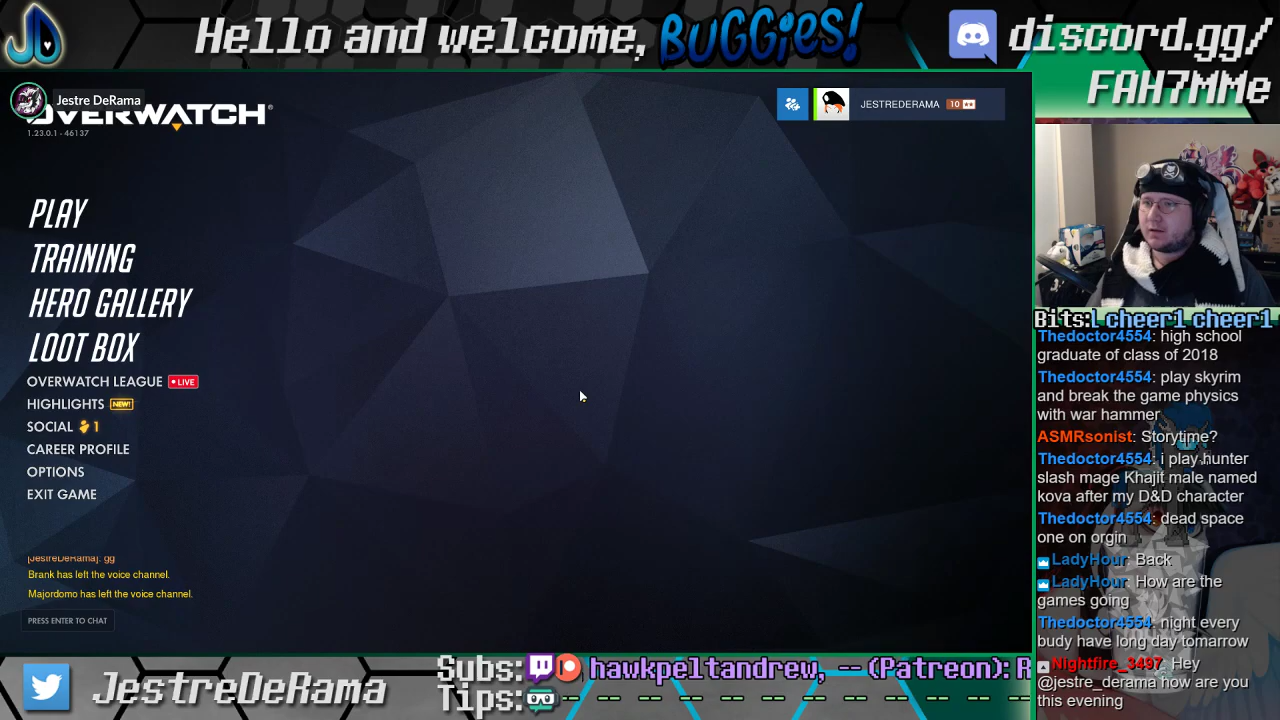 Hello and welcome, BUGGIES!
discord.gg/
FAH7MMe
Jestre DeRama
OVERWATCH
1.23.0.1 - 46137
JESTREDERAMA 10
PLAY
TRAINING
HERO GALLERY
LOOT BOX
OVERWATCH LEAGUE LIVE
HIGHLIGHTS NEW!
SOCIAL 1
CAREER PROFILE
OPTIONS
EXIT GAME
[JestreDeRama]: gg
Brank has left the voice channel.
Majordomo has left the voice channel.
PRESS ENTER TO CHAT
Bits: cheer1 cheer1
Thedoctor4554: high school
graduate of class of 2018
Thedoctor4554: play skyrim
and break the game physics
with war hammer
ASMRsonist: Storytime?
Thedoctor4554: i play hunter
slash mage Khajit male named
kova after my D&D character
Thedoctor4554: dead space
one on orgin
LadyHour: Back
LadyHour: How are the
games going
Thedoctor4554: night every
budy have long day tomorrow
Nightfire_3497: Hey
@jestre_derama how are you
this evening
JestreDeRama
Subs: hawkpeltandrew, -- (Patreon): R
Tips: -- -- -- -- -- -- -- -- --